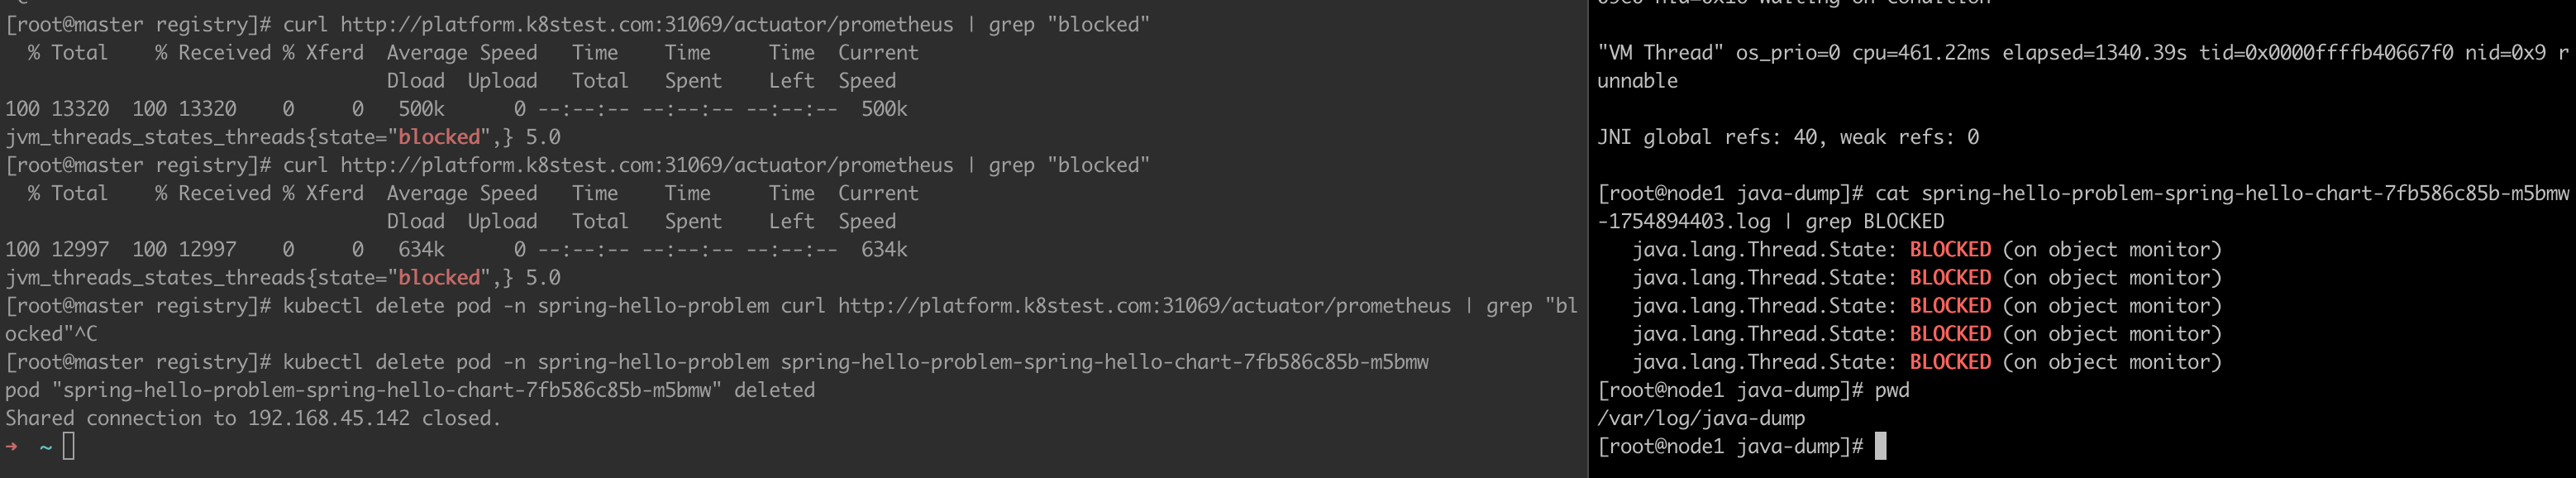 [root@master registry]# curl http://platform.k8stest.com:31069/actuator/prometheus | grep "blocked"
  % Total    % Received % Xferd  Average Speed   Time    Time     Time  Current
                                 Dload  Upload   Total   Spent    Left  Speed
100 13320  100 13320    0     0   500k      0 --:--:-- --:--:-- --:--:--  500k
jvm_threads_states_threads{state="blocked",} 5.0
[root@master registry]# curl http://platform.k8stest.com:31069/actuator/prometheus | grep "blocked"
  % Total    % Received % Xferd  Average Speed   Time    Time     Time  Current
                                 Dload  Upload   Total   Spent    Left  Speed
100 12997  100 12997    0     0   634k      0 --:--:-- --:--:-- --:--:--  634k
jvm_threads_states_threads{state="blocked",} 5.0
[root@master registry]# kubectl delete pod -n spring-hello-problem curl http://platform.k8stest.com:31069/actuator/prometheus | grep "bl
ocked"^C
[root@master registry]# kubectl delete pod -n spring-hello-problem spring-hello-problem-spring-hello-chart-7fb586c85b-m5bmw
pod "spring-hello-problem-spring-hello-chart-7fb586c85b-m5bmw" deleted
Shared connection to 192.168.45.142 closed.
➜  ~
"VM Thread" os_prio=0 cpu=461.22ms elapsed=1340.39s tid=0x0000ffffb40667f0 nid=0x9 r
unnable
JNI global refs: 40, weak refs: 0
[root@node1 java-dump]# cat spring-hello-problem-spring-hello-chart-7fb586c85b-m5bmw
-1754894403.log | grep BLOCKED
   java.lang.Thread.State: BLOCKED (on object monitor)
   java.lang.Thread.State: BLOCKED (on object monitor)
   java.lang.Thread.State: BLOCKED (on object monitor)
   java.lang.Thread.State: BLOCKED (on object monitor)
   java.lang.Thread.State: BLOCKED (on object monitor)
[root@node1 java-dump]# pwd
/var/log/java-dump
[root@node1 java-dump]#